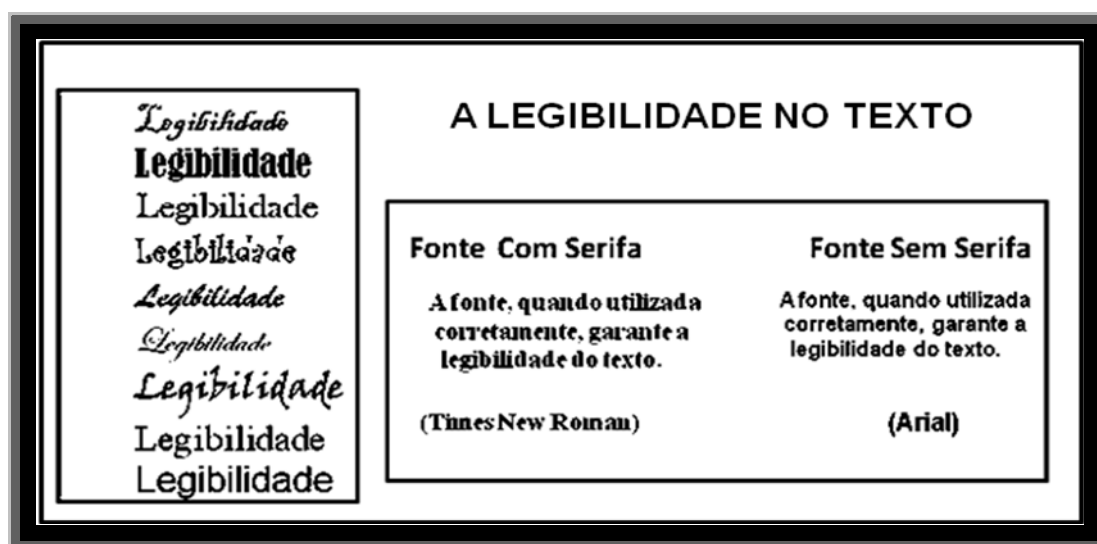 Legibilidade
Legibilidade
Legibilidade
Legibilidade
Legibilidade
Legibilidade
Legibilidade
Legibilidade
Legibilidade
A LEGIBILIDADE NO TEXTO
Fonte Com Serifa
A fonte, quando utilizada
corretamente, garante a
legibilidade do texto.
(Times New Roman)
Fonte Sem Serifa
A fonte, quando utilizada
corretamente, garante a
legibilidade do texto.
(Arial)